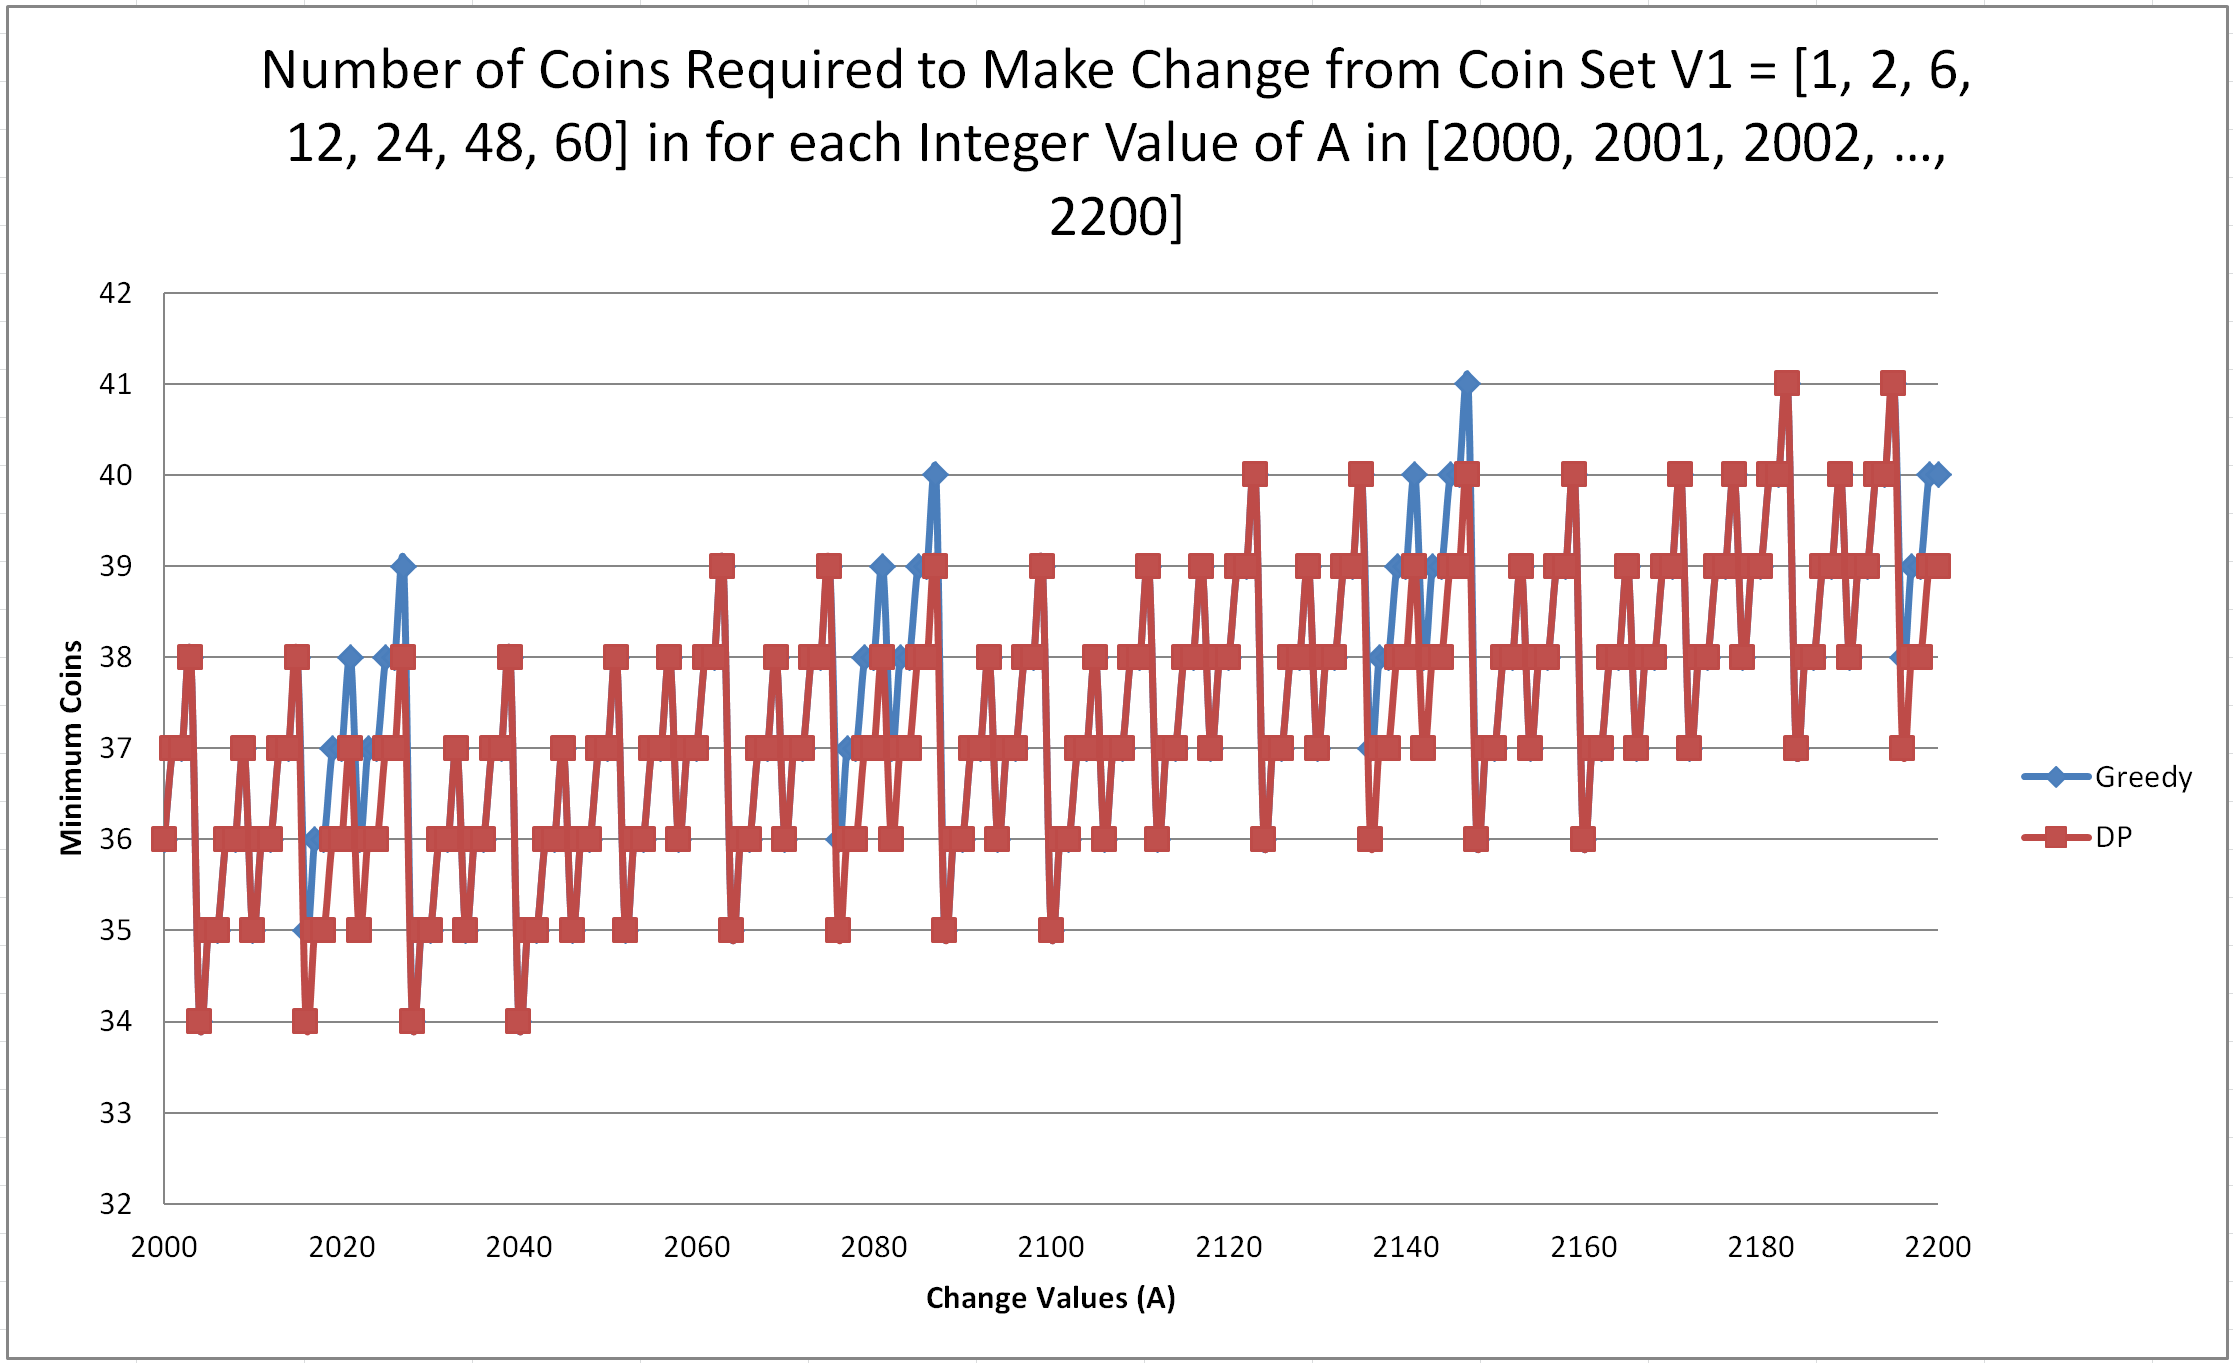 Number of Coins Required to Make Change from Coin Set V1 = [1, 2, 6,
12, 24, 48, 60] in for each Integer Value of A in [2000, 2001, 2002, …,
2200]
42
41
40
39
38
37
36
35
34
33
32
Minimum Coins
2000 2020 2040 2060 2080 2100 2120 2140 2160 2180 2200
Change Values (A)
Greedy
DP